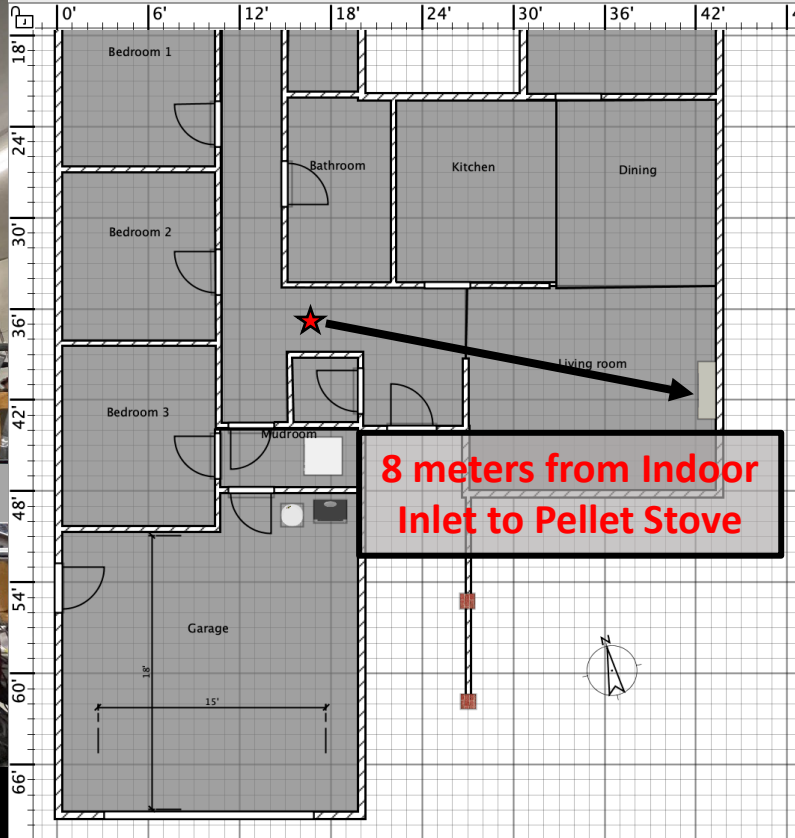 0' 6' 12' 18' 24' 30' 36' 42'
18'
Bedroom 1
24'
Bathroom Kitchen Dining
30'
Bedroom 2
36'
Living room
42'
Bedroom 3
Mudroom
8 meters from Indoor
Inlet to Pellet Stove
48'
54'
Garage
N
60'
18'
15'
66'